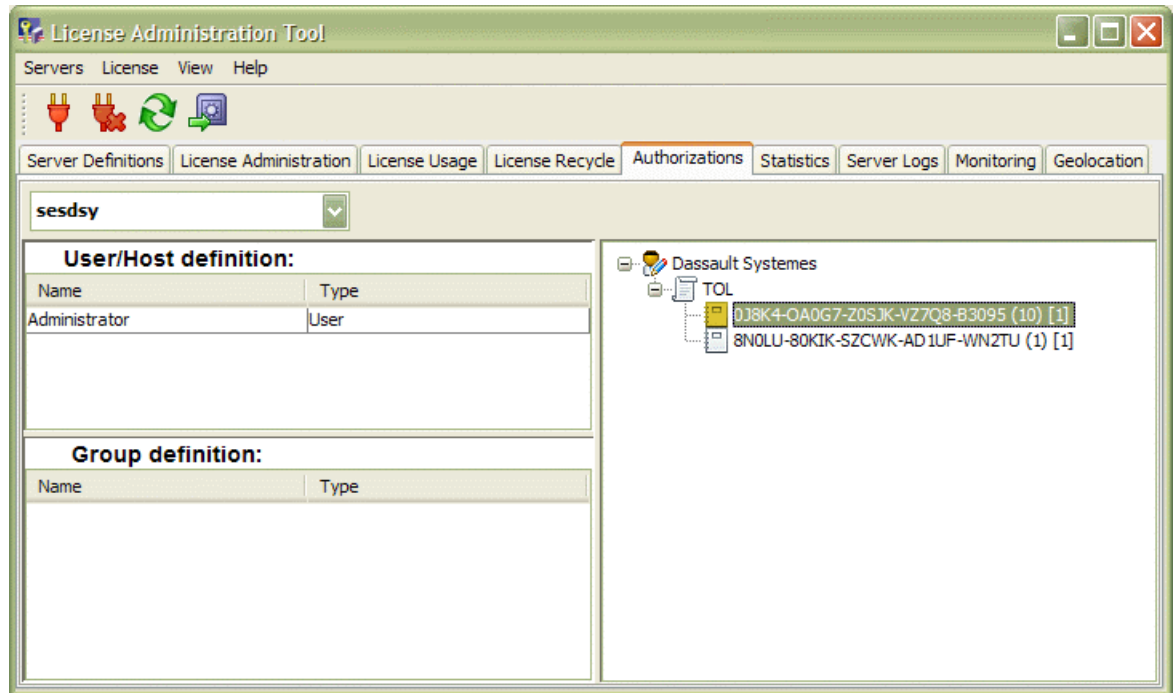 License Administration Tool
Servers License View Help
Server Definitions License Administration License Usage License Recycle Authorizations Statistics Server Logs Monitoring Geolocation
sesdsy
User/Host definition:
Name Type
Administrator User
Group definition:
Name Type
Dassault Systemes
TOL
0J8K4-OA0G7-Z0SJK-VZ7Q8-B3095 (10) [1]
8N0LU-80KIK-SZCWK-AD1UF-WN2TU (1) [1]